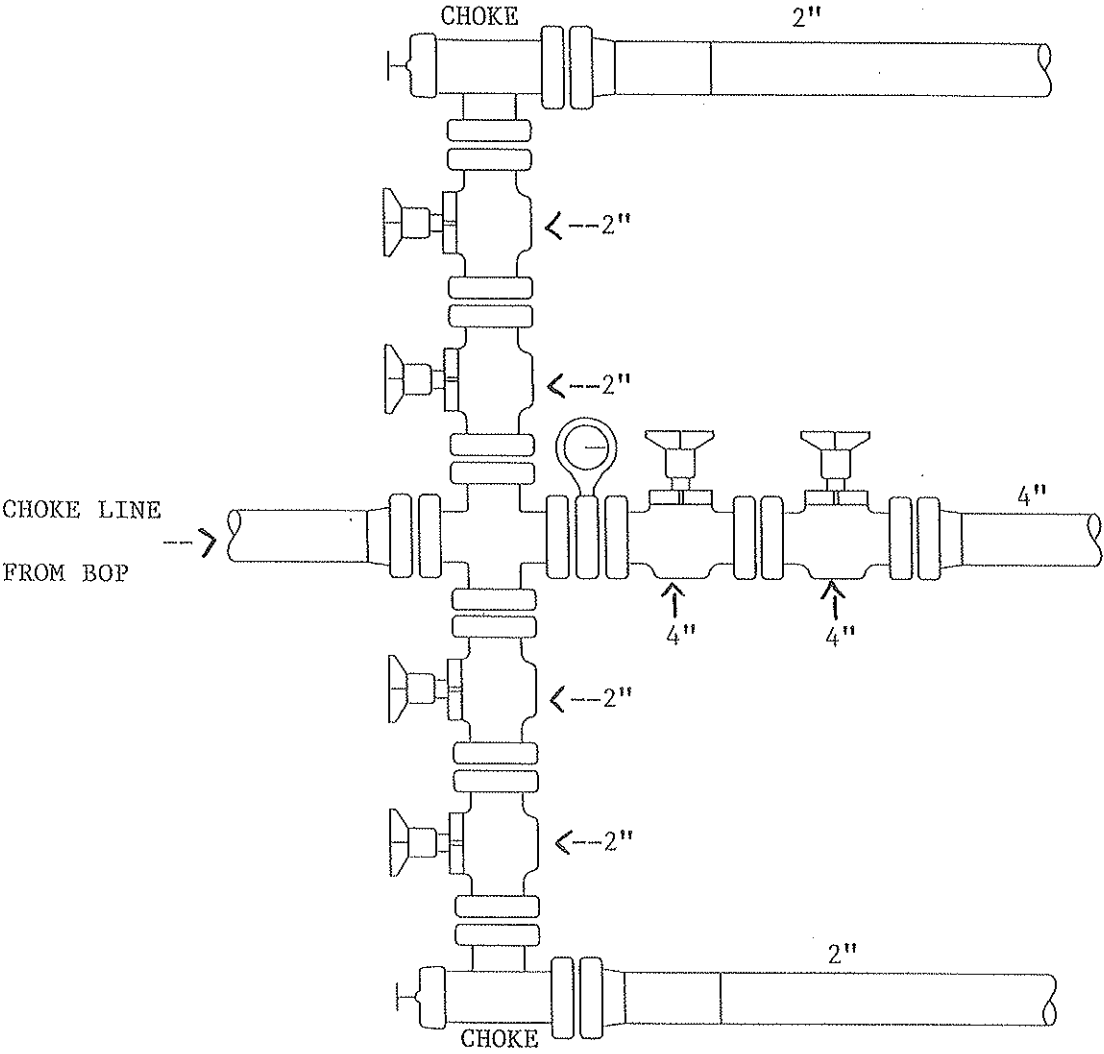 CHOKE
2"
<--2"
<--2"
CHOKE LINE
-->
FROM BOP
4"
4"
4"
<--2"
<--2"
2"
CHOKE